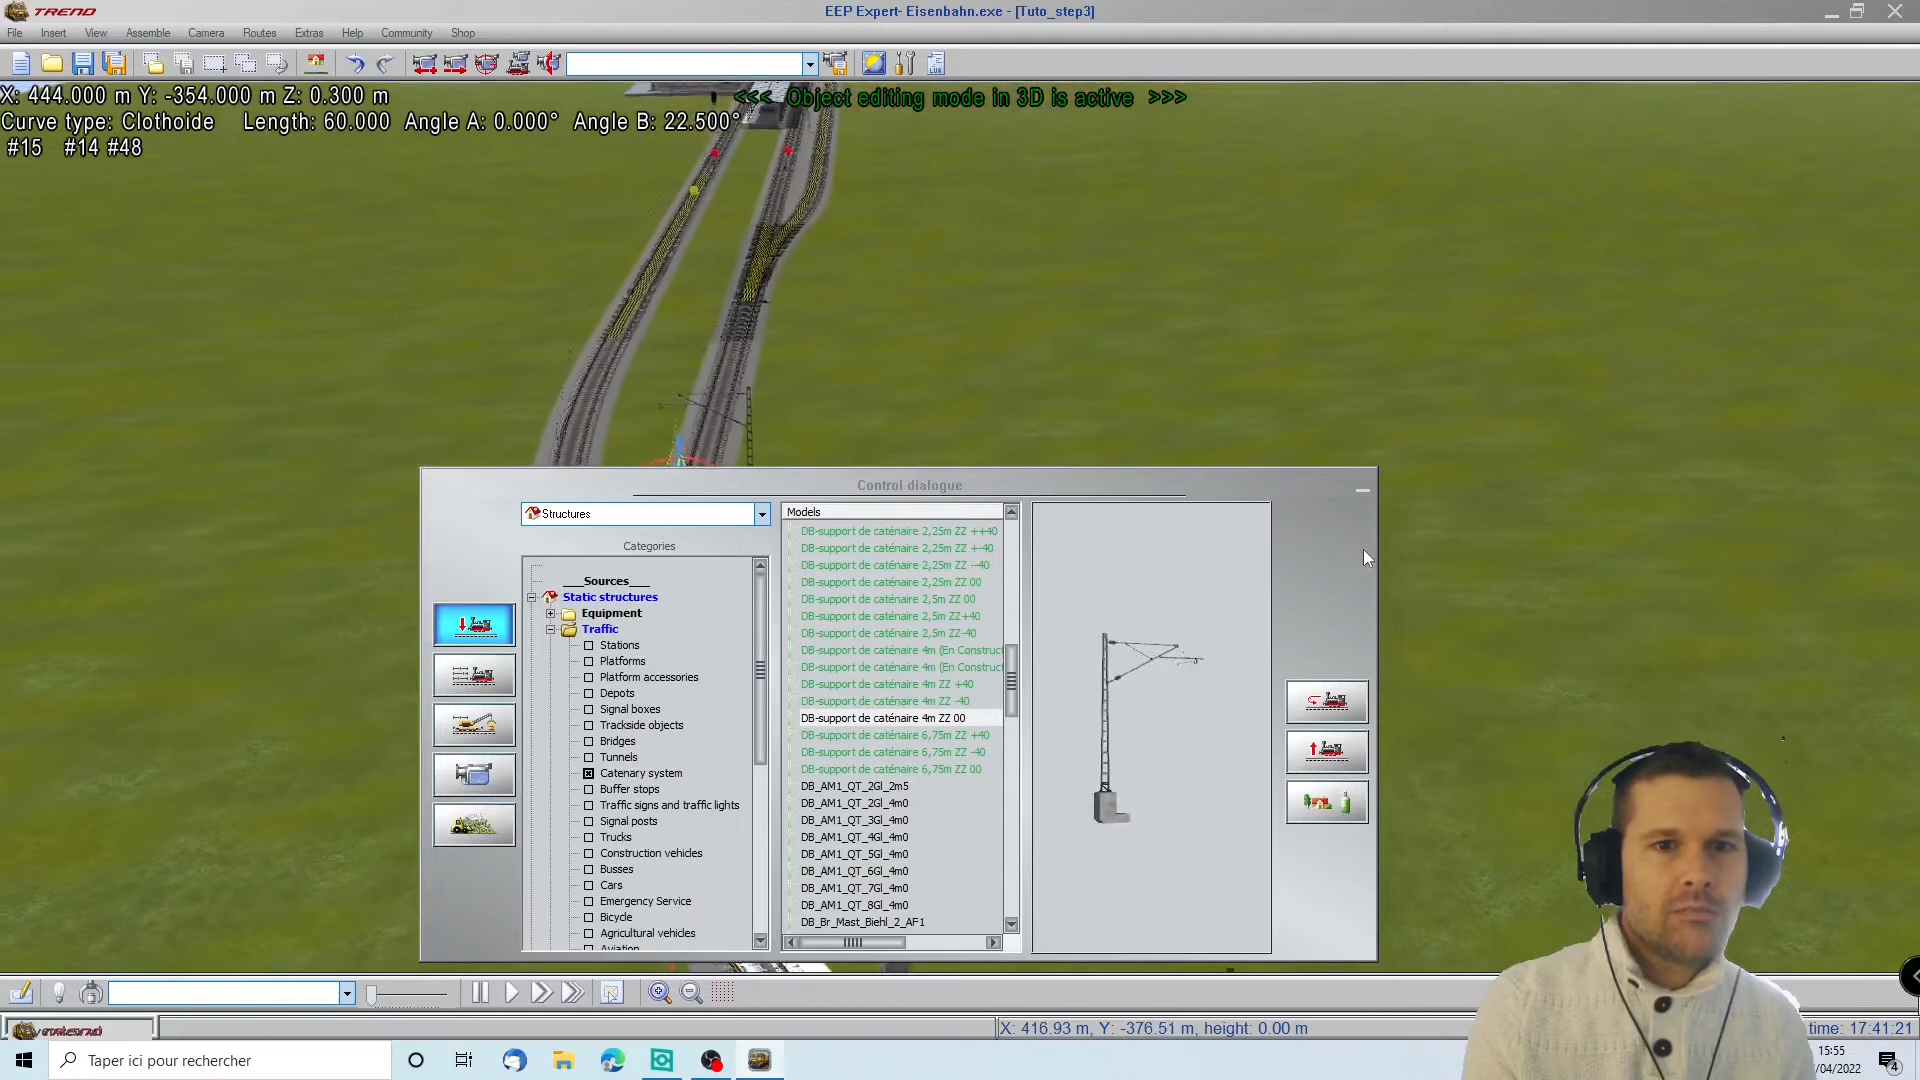 TREND
EEP Expert- Eisenbahn.exe - [Tuto_step3]
File Insert View Assemble Camera Routes Extras Help Community Shop
X: 444.000 m Y: -354.000 m Z: 0.300 m
<<< Object editing mode in 3D is active >>>
Curve type: Clothoide Length: 60.000 Angle A: 0.000° Angle B: 22.500°
#15 #14 #48
Control dialogue
Structures
Categories
___Sources___
Static structures
Equipment
Traffic
Stations
Platforms
Platform accessories
Depots
Signal boxes
Trackside objects
Bridges
Tunnels
Catenary system
Buffer stops
Traffic signs and traffic lights
Signal posts
Trucks
Construction vehicles
Busses
Cars
Emergency Service
Bicycle
Agricultural vehicles
Aviation
Models
DB-support de caténaire 2,25m ZZ ++40
DB-support de caténaire 2,25m ZZ +-40
DB-support de caténaire 2,25m ZZ --40
DB-support de caténaire 2,25m ZZ 00
DB-support de caténaire 2,5m ZZ 00
DB-support de caténaire 2,5m ZZ+40
DB-support de caténaire 2,5m ZZ-40
DB-support de caténaire 4m (En Construct
DB-support de caténaire 4m (En Construct
DB-support de caténaire 4m ZZ +40
DB-support de caténaire 4m ZZ -40
DB-support de caténaire 4m ZZ 00
DB-support de caténaire 6,75m ZZ +40
DB-support de caténaire 6,75m ZZ -40
DB-support de caténaire 6,75m ZZ 00
DB_AM1_QT_2Gl_2m5
DB_AM1_QT_2Gl_4m0
DB_AM1_QT_3Gl_4m0
DB_AM1_QT_4Gl_4m0
DB_AM1_QT_5Gl_4m0
DB_AM1_QT_6Gl_4m0
DB_AM1_QT_7Gl_4m0
DB_AM1_QT_8Gl_4m0
DB_Br_Mast_Biehl_2_AF1
X: 416.93 m, Y: -376.51 m, height: 0.00 m
time: 17:41:21
Taper ici pour rechercher
15:55
/04/2022
4